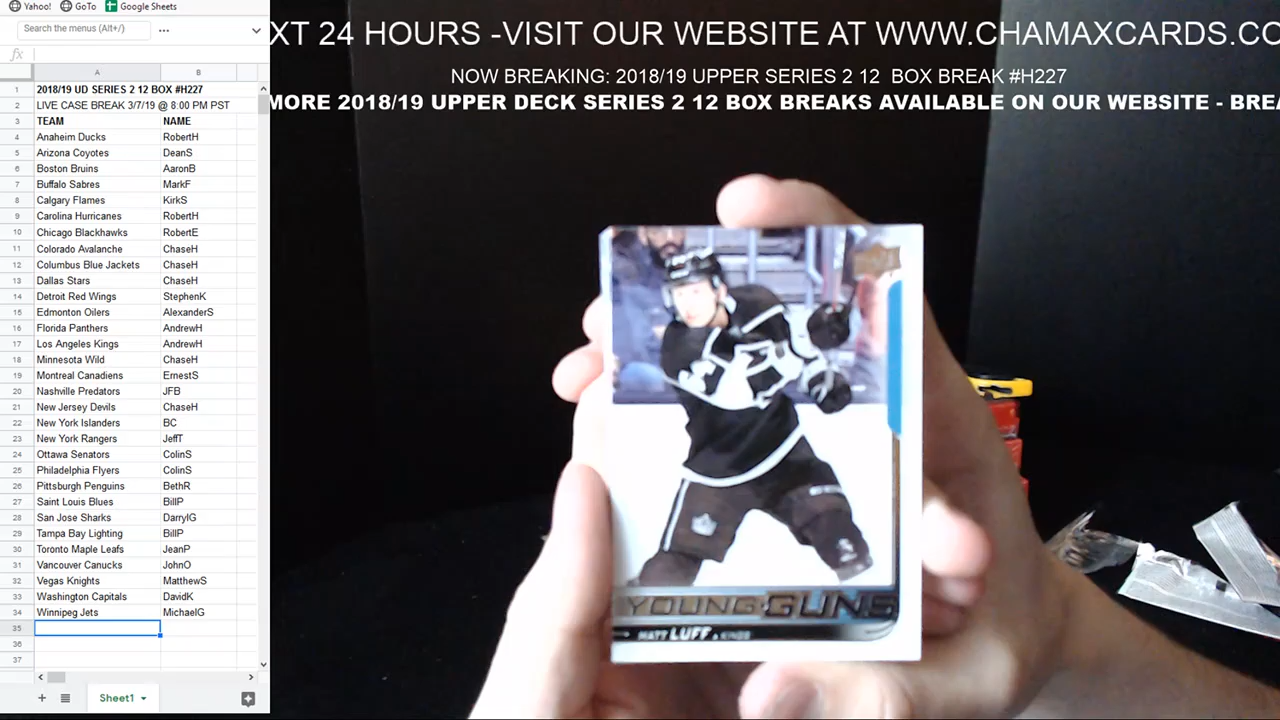 Yahoo! GoTo Google Sheets
Search the menus (Alt+/)
fx
A B
1 2018/19 UD SERIES 2 12 BOX #H227
2 LIVE CASE BREAK 3/7/19 @ 8:00 PM PST
3 TEAM NAME
4 Anaheim Ducks RobertH
5 Arizona Coyotes DeanS
6 Boston Bruins AaronB
7 Buffalo Sabres MarkF
8 Calgary Flames KirkS
9 Carolina Hurricanes RobertH
10 Chicago Blackhawks RobertE
11 Colorado Avalanche ChaseH
12 Columbus Blue Jackets ChaseH
13 Dallas Stars ChaseH
14 Detroit Red Wings StephenK
15 Edmonton Oilers AlexanderS
16 Florida Panthers AndrewH
17 Los Angeles Kings AndrewH
18 Minnesota Wild ChaseH
19 Montreal Canadiens ErnestS
20 Nashville Predators JFB
21 New Jersey Devils ChaseH
22 New York Islanders BC
23 New York Rangers JeffT
24 Ottawa Senators ColinS
25 Philadelphia Flyers ColinS
26 Pittsburgh Penguins BethR
27 Saint Louis Blues BillP
28 San Jose Sharks DarrylG
29 Tampa Bay Lighting BillP
30 Toronto Maple Leafs JeanP
31 Vancouver Canucks JohnO
32 Vegas Knights MatthewS
33 Washington Capitals DavidK
34 Winnipeg Jets MichaelG
35
36
37
Sheet1
XT 24 HOURS -VISIT OUR WEBSITE AT WWW.CHAMAXCARDS.CO
NOW BREAKING: 2018/19 UPPER SERIES 2 12 BOX BREAK #H227
MORE 2018/19 UPPER DECK SERIES 2 12 BOX BREAKS AVAILABLE ON OUR WEBSITE - BREA
YOUNG GUNS
MATT LUFF KINGS